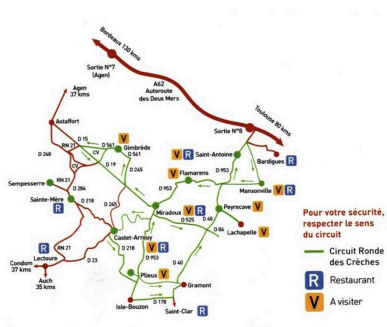 Bordeaux 130 kms
Sortie N°7
(Agen)
A62
Autoroute
des Deux Mers
Toulouse 80 kms
Sortie N°8
Agen
37 kms
Astaffort
D 15
D 561
V
Gimbrède
RN 21
CV
D 561
D 248
D 19
D 245
CV
V R Saint-Antoine
Bardigues R
D 953
V
Flamarens
Sempesserre
RN 21
D 953
Mansonville V R
D 284
Sainte-Mère
R
D 218
D 245
Miradoux V R
Peyrecave V
D 525
D 40
D 86
Lachapelle V
Castet-Arrouy
R
Lectoure
RN 21
D 218
V R
D 953
Condom
37 kms
D 23
D 40
Auch
35 kms
Plieux V
Gramont
V
Isle-Bouzon
D 178
Saint-Clar R
Pour votre sécurité,
respecter le sens
du circuit
Circuit Ronde
des Crèches
R Restaurant
V A visiter